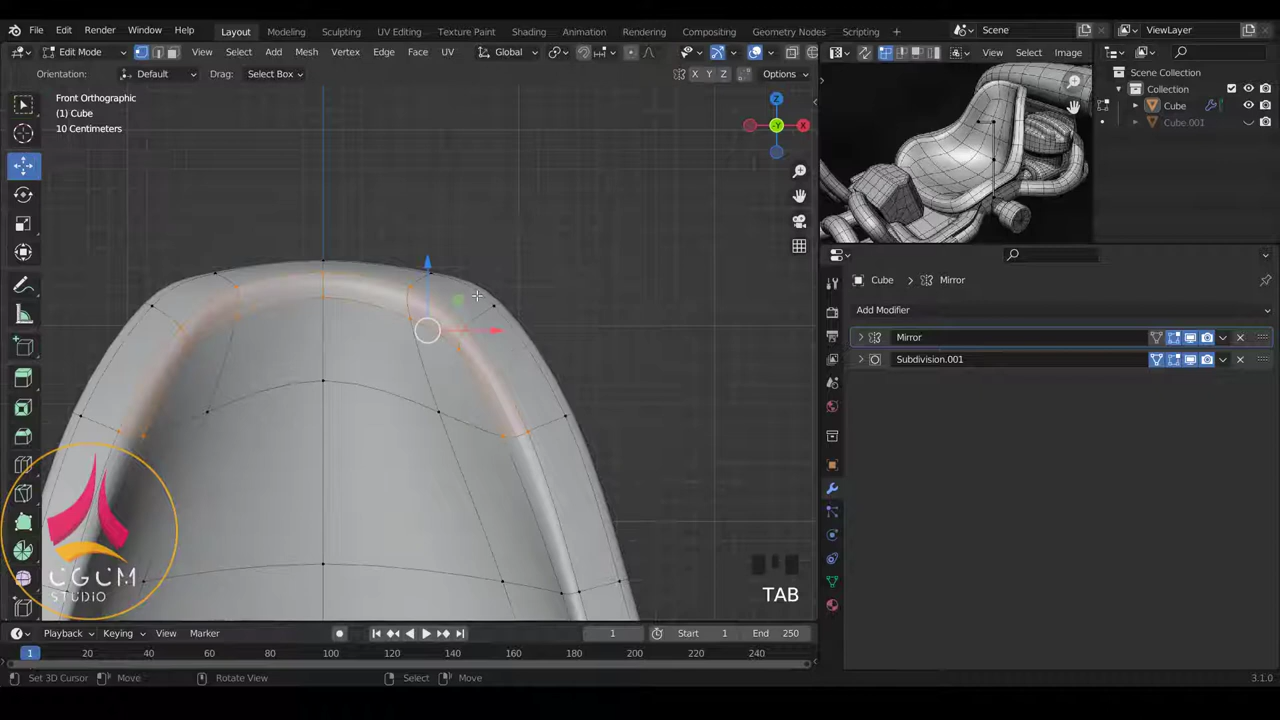 File Edit Render Window Help Layout Modeling Sculpting UV Editing Texture Paint Shading Animation Rendering Compositing Geometry Nodes Scripting + Scene ViewLayer
Edit Mode View Select Add Mesh Vertex Edge Face UV Global View Select Image
Orientation: Default Drag: Select Box X Y Z Options
Scene Collection
Collection
Cube
Cube.001
Front Orthographic
(1) Cube
10 Centimeters
Z
-Y
X
Cube > Mirror
Add Modifier
Mirror
Subdivision.001
UGCM
STUDIO
TAB
Playback Keying View Marker 1 Start 1 End 250
1 20 40 60 80 100 120 140 160 180 200 220 240
Set 3D Cursor Move Rotate View Select Move 3.1.0